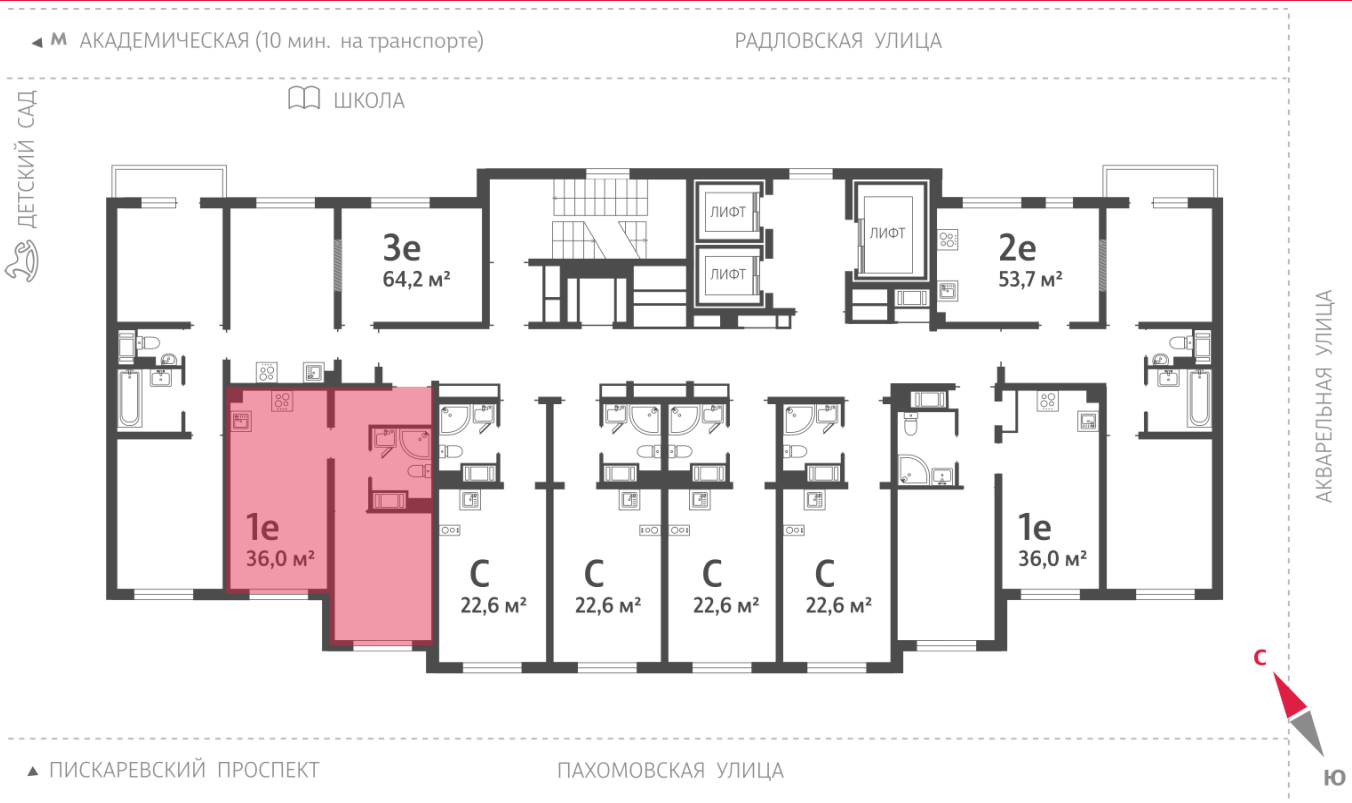 М АКАДЕМИЧЕСКАЯ (10 мин. на транспорте)
РАДЛОВСКАЯ УЛИЦА
ШКОЛА
ДЕТСКИЙ САД
ЛИФТ
ЛИФТ
ЛИФТ
3е
64,2 м²
2е
53,7 м²
АКВАРЕЛЬНАЯ УЛИЦА
1е
36,0 м²
С
22,6 м²
С
22,6 м²
С
22,6 м²
С
22,6 м²
1е
36,0 м²
С
Ю
ПИСКАРЕВСКИЙ ПРОСПЕКТ
ПАХОМОВСКАЯ УЛИЦА